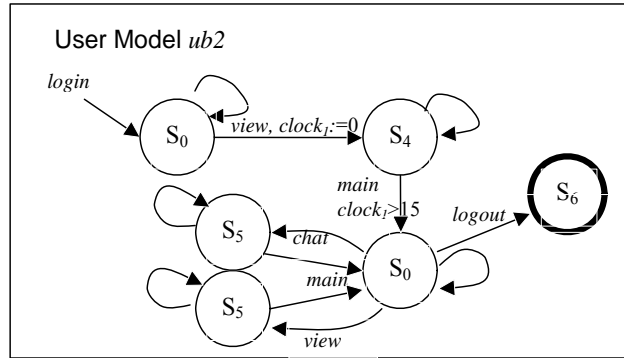 User Model ub2
login
S0
view, clock1:=0
S4
main
clock1>15
logout
S6
S5
chat
S0
main
S5
view